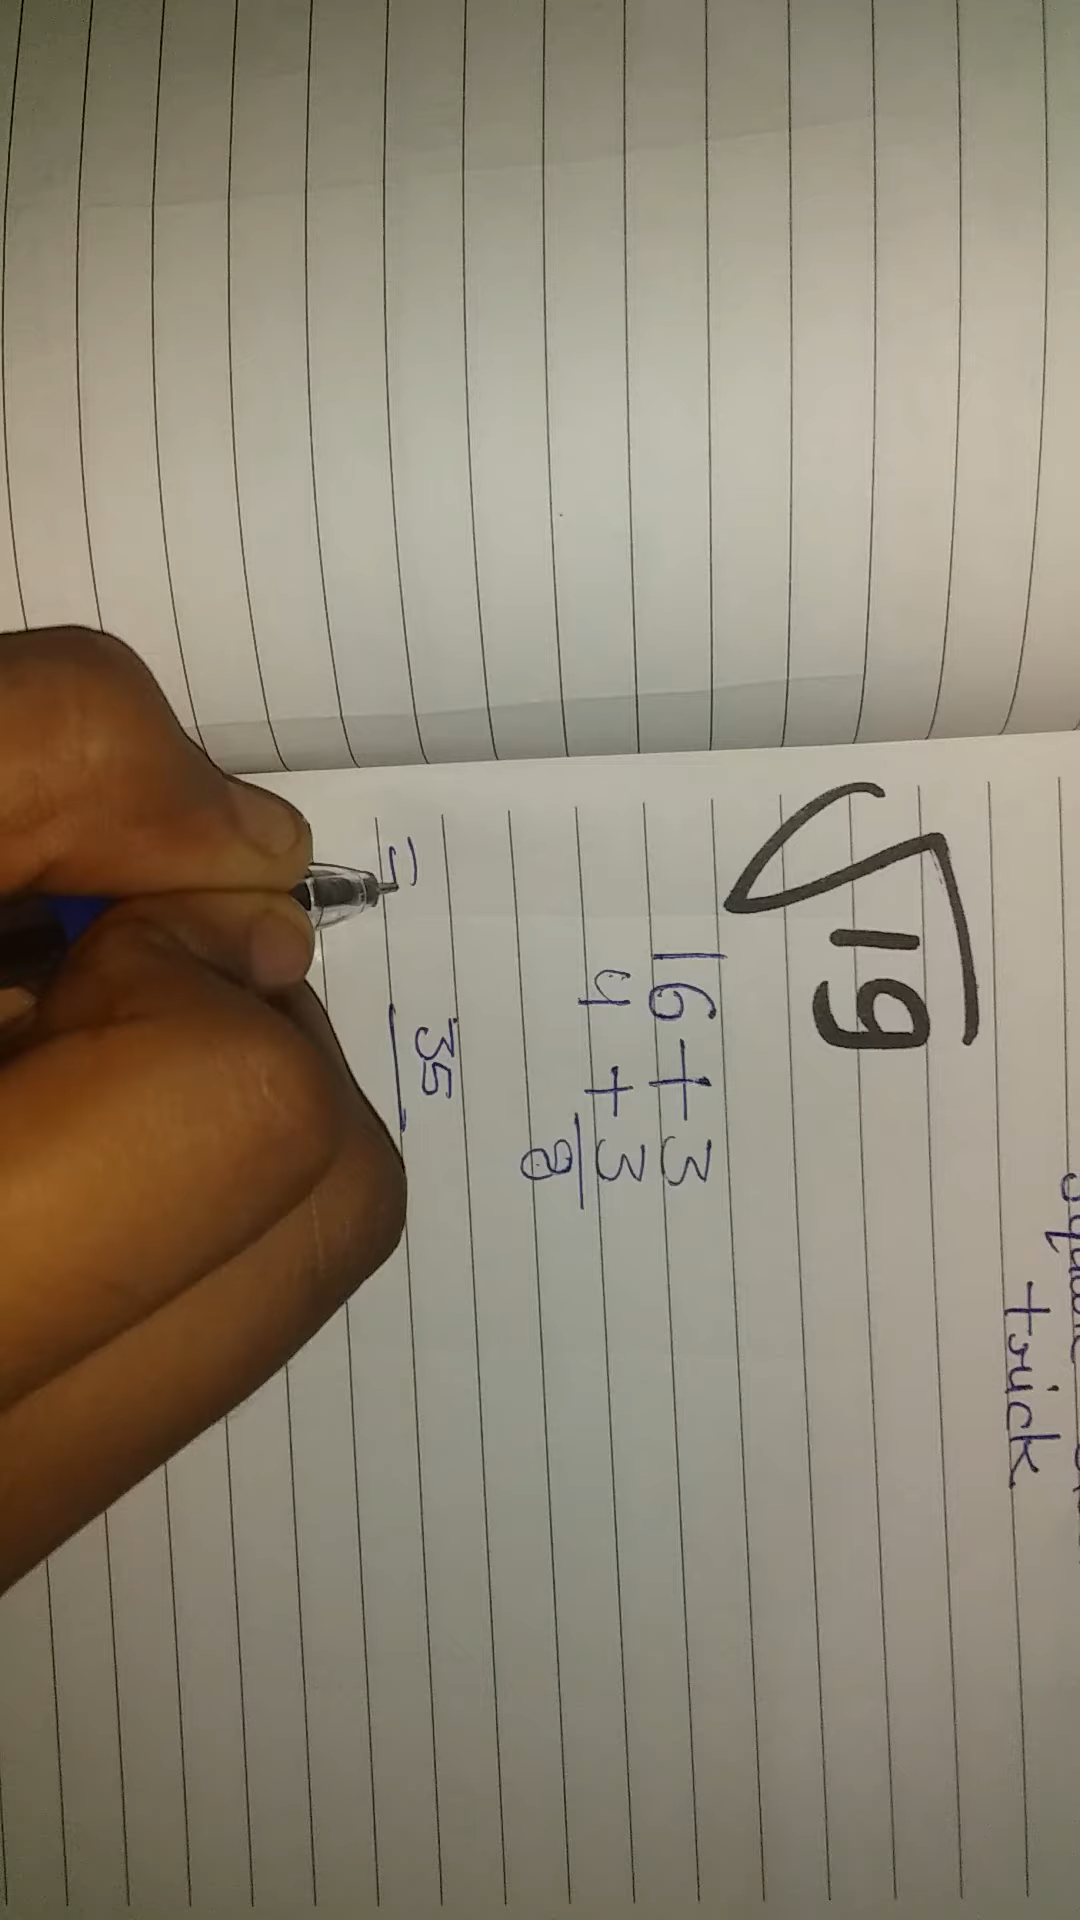 trick
√19
16 + 3
4 + 3
8
35
=